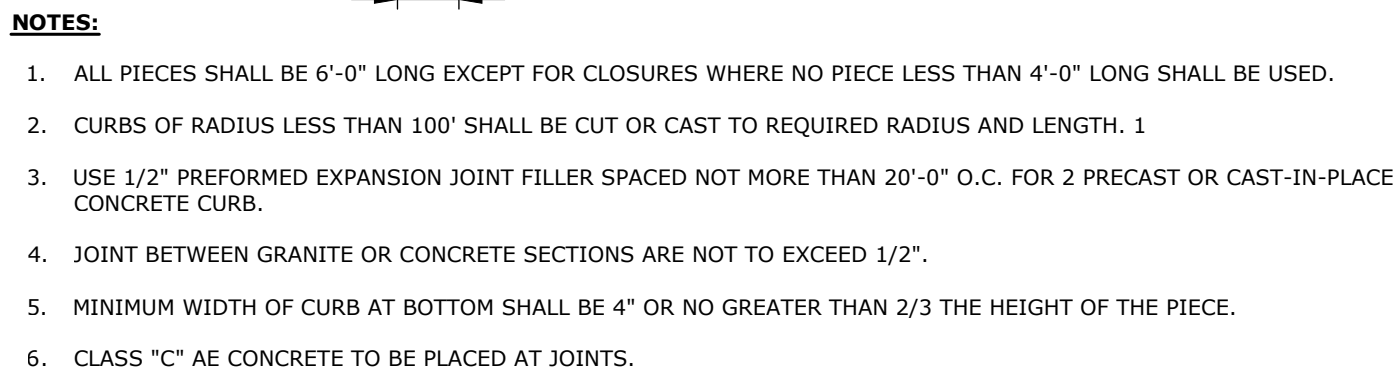 NOTES:
1. ALL PIECES SHALL BE 6'-0" LONG EXCEPT FOR CLOSURES WHERE NO PIECE LESS THAN 4'-0" LONG SHALL BE USED.
2. CURBS OF RADIUS LESS THAN 100' SHALL BE CUT OR CAST TO REQUIRED RADIUS AND LENGTH. 1
3. USE 1/2" PREFORMED EXPANSION JOINT FILLER SPACED NOT MORE THAN 20'-0" O.C. FOR 2 PRECAST OR CAST-IN-PLACE
CONCRETE CURB.
4. JOINT BETWEEN GRANITE OR CONCRETE SECTIONS ARE NOT TO EXCEED 1/2".
5. MINIMUM WIDTH OF CURB AT BOTTOM SHALL BE 4" OR NO GREATER THAN 2/3 THE HEIGHT OF THE PIECE.
6. CLASS "C" AE CONCRETE TO BE PLACED AT JOINTS.